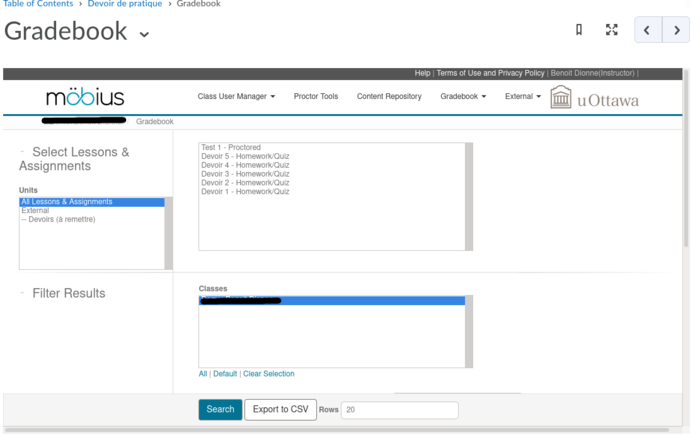 Table of Contents › Devoir de pratique › Gradebook
Gradebook
Help | Terms of Use and Privacy Policy | Benoit Dionne(Instructor) |
möbius
Class User Manager Proctor Tools Content Repository Gradebook External uOttawa
Gradebook
Select Lessons &
Assignments
Units
All Lessons & Assignments
External
-- Devoirs (à remettre)
Test 1 - Proctored
Devoir 5 - Homework/Quiz
Devoir 4 - Homework/Quiz
Devoir 3 - Homework/Quiz
Devoir 2 - Homework/Quiz
Devoir 1 - Homework/Quiz
Filter Results
Classes
All | Default | Clear Selection
Search Export to CSV Rows 20